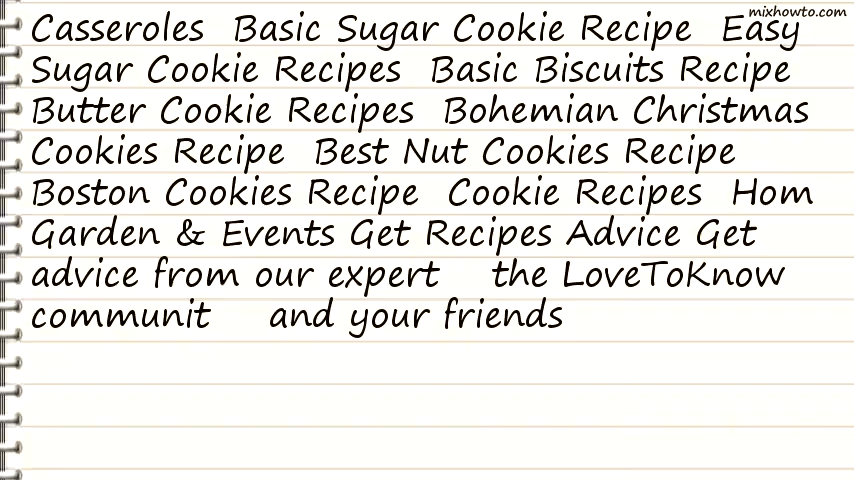 mixhowto.com
Casseroles Basic Sugar Cookie Recipe Easy
Sugar Cookie Recipes Basic Biscuits Recipe
Butter Cookie Recipes Bohemian Christmas
Cookies Recipe Best Nut Cookies Recipe
Boston Cookies Recipe Cookie Recipes Hom
Garden & Events Get Recipes Advice Get
advice from our expert the LoveToKnow
communit and your friends